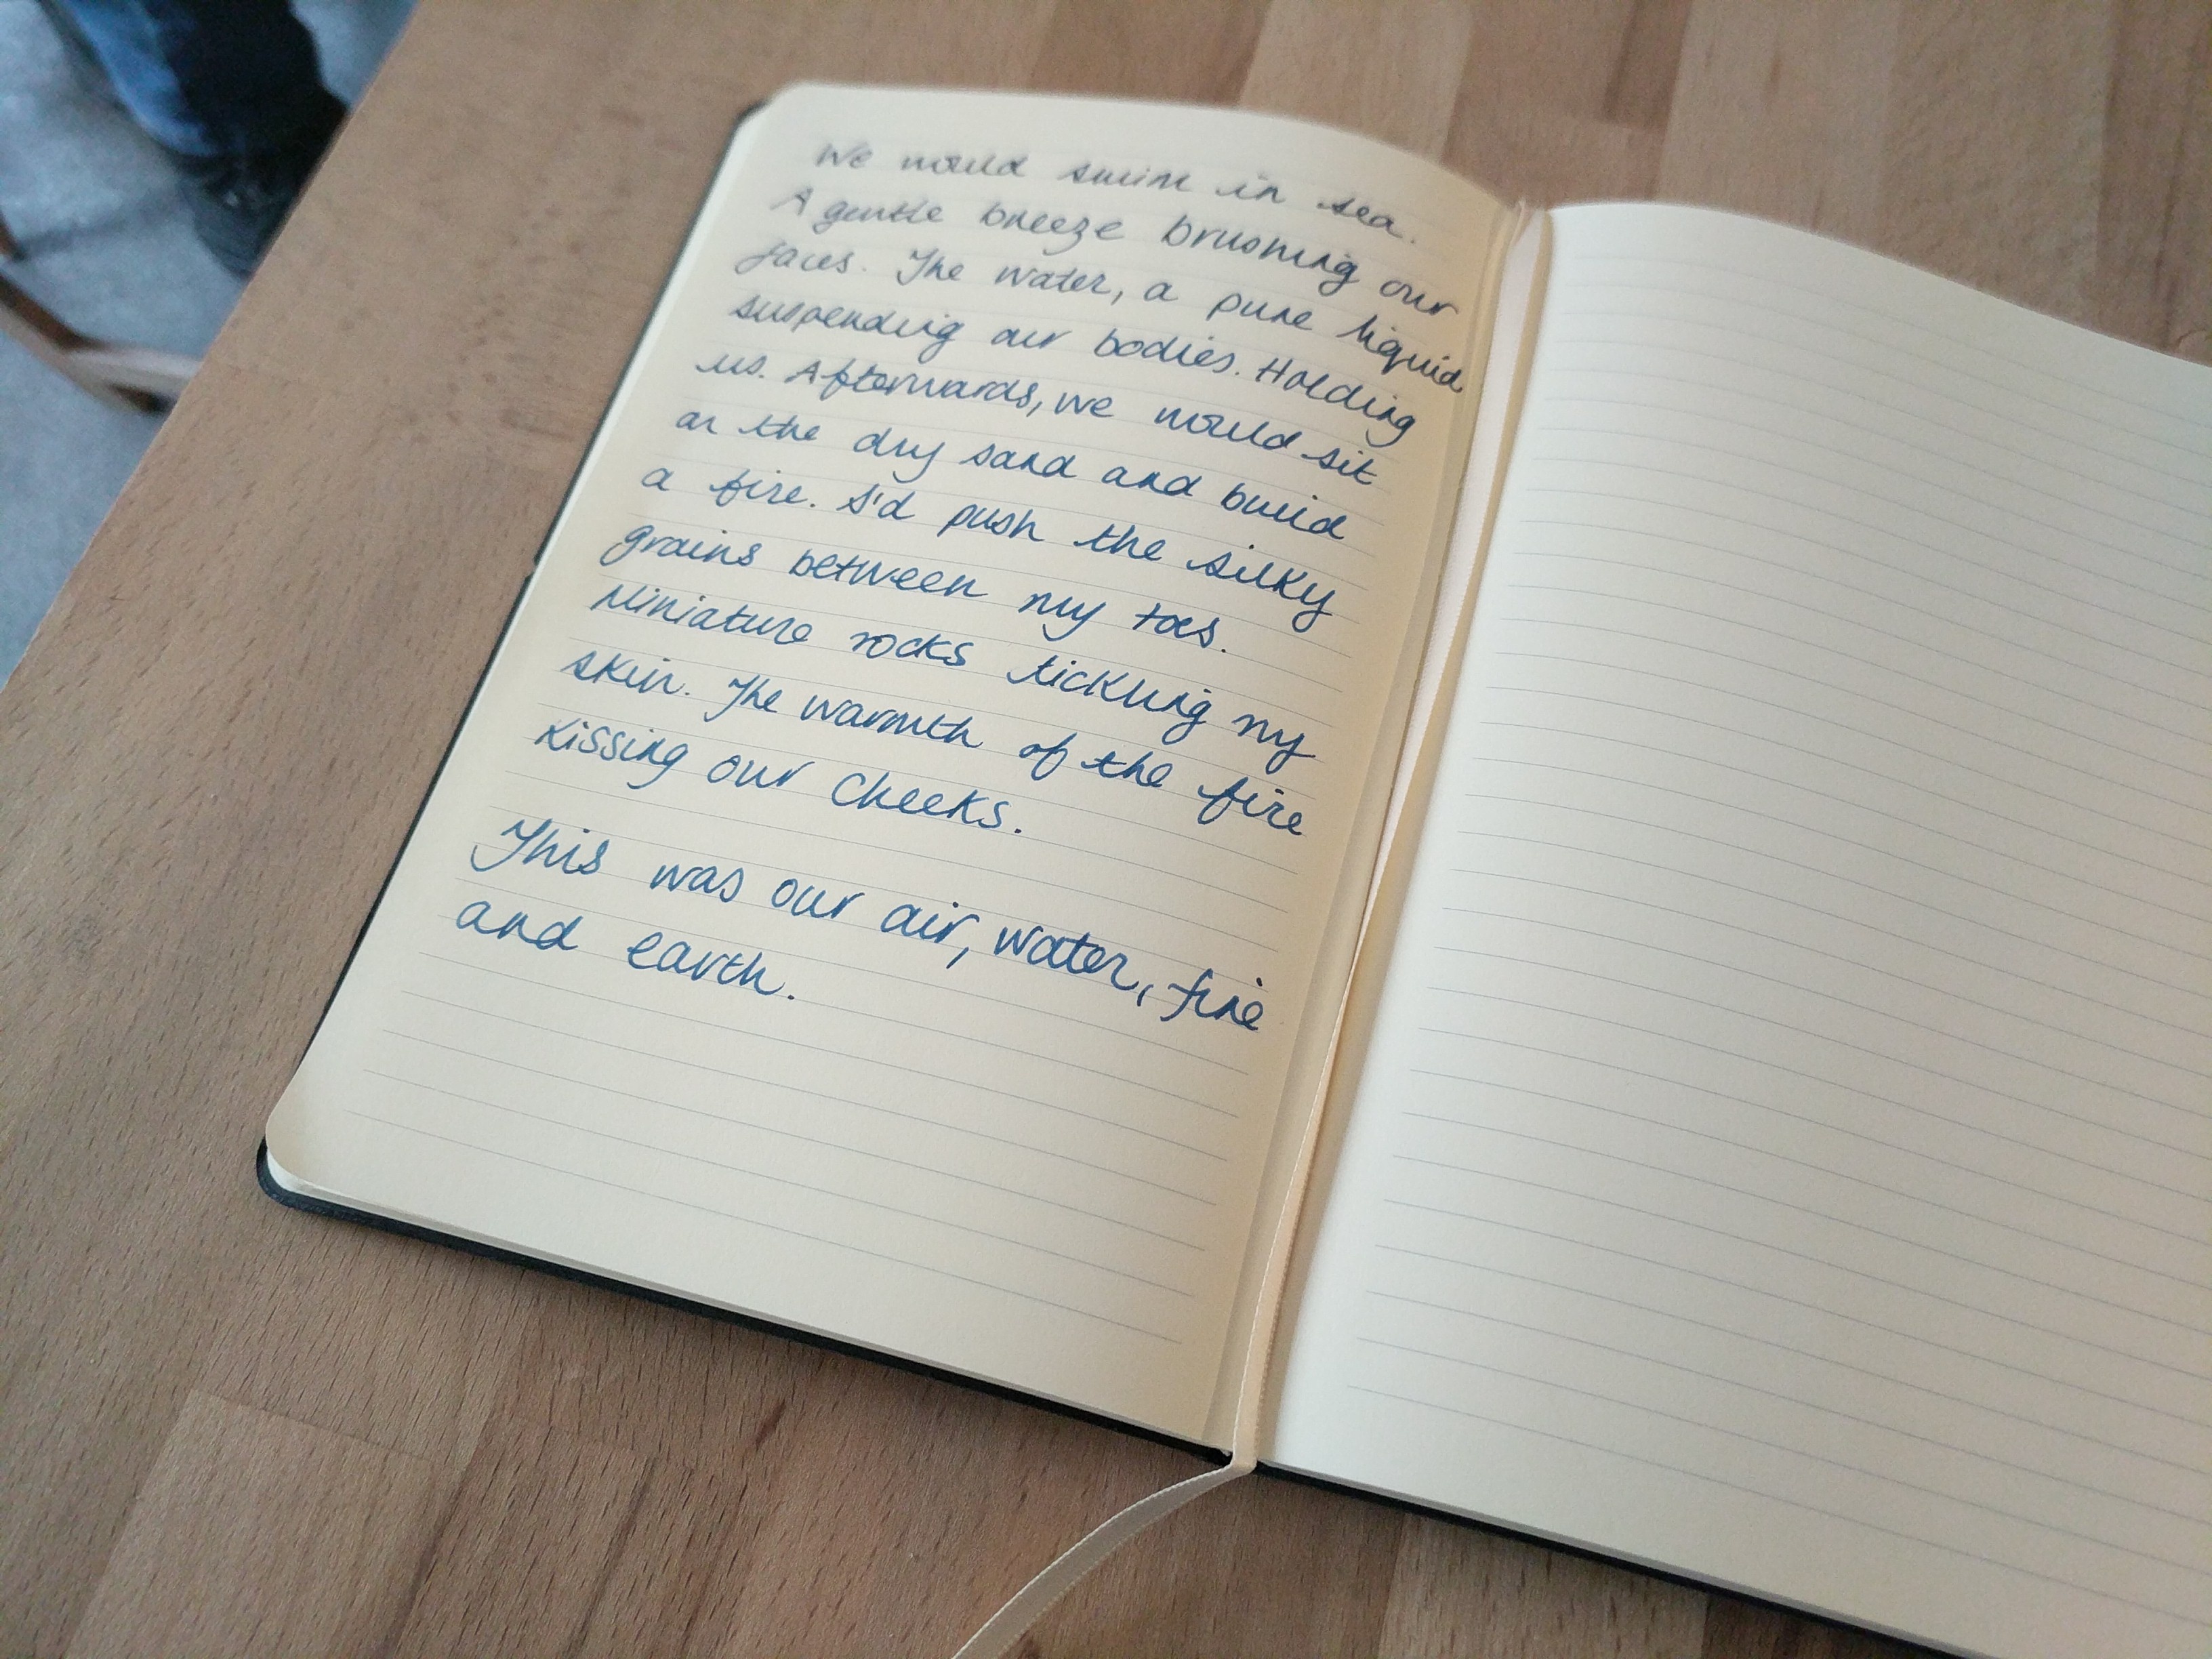 We would swim in sea.
A gentle breeze brushing our
faces. The water, a pure liquid
suspending our bodies. Holding
us. Afterwards, we would sit
on the dry sand and build
a fire. I'd push the silky
grains between my toes.
Miniature rocks tickling my
skin. The warmth of the fire
kissing our cheeks.
This was our air, water, fire
and earth.